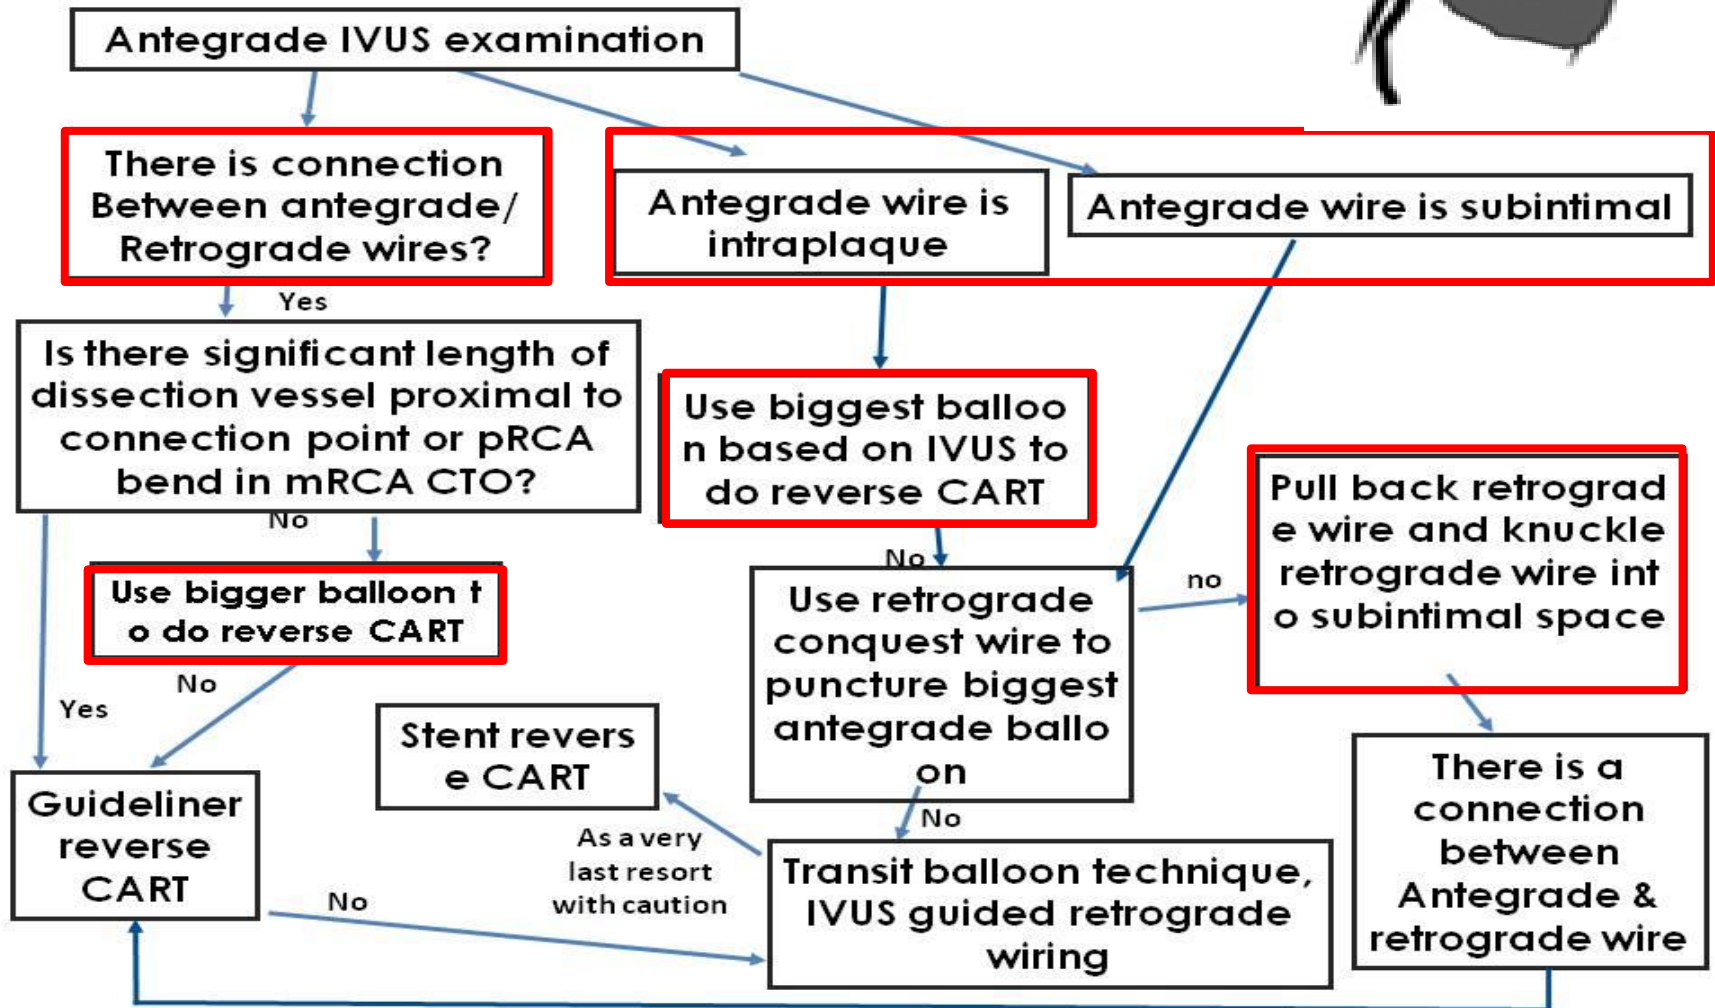 Antegrade IVUS examination
There is connection
Between antegrade/
Retrograde wires?
Antegrade wire is
intraplaque
Antegrade wire is subintimal
Yes
Is there significant length of
dissection vessel proximal to
connection point or pRCA
bend in mRCA CTO?
Use biggest balloo
n based on IVUS to
do reverse CART
Pull back retrograd
e wire and knuckle
retrograde wire int
o subintimal space
No
Use bigger balloon t
o do reverse CART
No
Use retrograde
conquest wire to
puncture biggest
antegrade ballo
on
no
No
Yes
Stent revers
e CART
There is a
connection
between
Antegrade &
retrograde wire
Guideliner
reverse
CART
No
As a very
last resort
with caution
No
Transit balloon technique,
IVUS guided retrograde
wiring